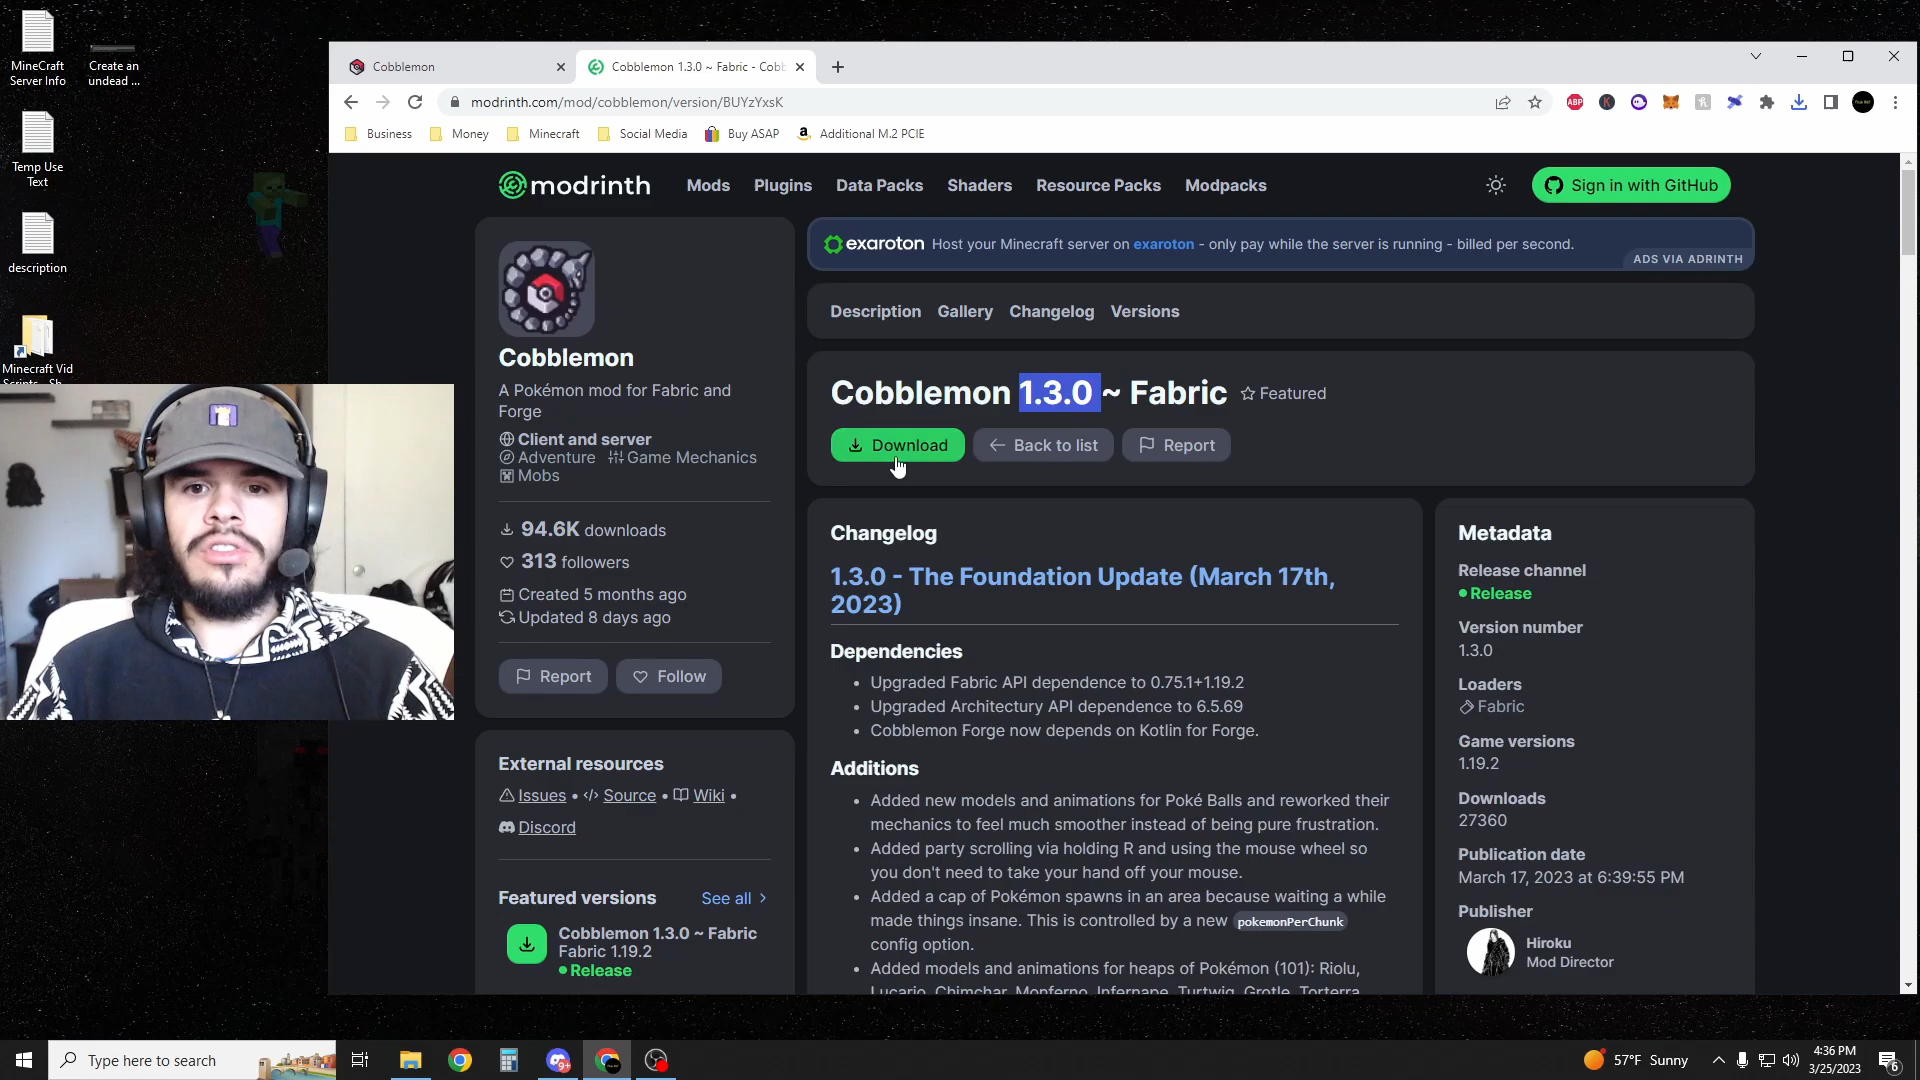 MineCraft
Server Info
Create an
undead ...
Temp Use
Text
description
Minecraft Vid
Cobblemon
Cobblemon 1.3.0 ~ Fabric - Cobb
modrinth.com/mod/cobblemon/version/BUYzYxsK
ABP
Business
Money
Minecraft
Social Media
Buy ASAP
Additional M.2 PCIE
modrinth
Mods
Plugins
Data Packs
Shaders
Resource Packs
Modpacks
Sign in with GitHub
exaroton Host your Minecraft server on exaroton - only pay while the server is running - billed per second.
ADS VIA ADRINTH
Cobblemon
A Pokémon mod for Fabric and
Forge
Client and server
Adventure Game Mechanics
Mobs
94.6K downloads
313 followers
Created 5 months ago
Updated 8 days ago
Report
Follow
External resources
Issues • Source • Wiki •
Discord
Featured versions
See all
Cobblemon 1.3.0 ~ Fabric
Fabric 1.19.2
Release
Description
Gallery
Changelog
Versions
Cobblemon 1.3.0 ~ Fabric
Featured
Download
Back to list
Report
Changelog
1.3.0 - The Foundation Update (March 17th,
2023)
Dependencies
• Upgraded Fabric API dependence to 0.75.1+1.19.2
• Upgraded Architectury API dependence to 6.5.69
• Cobblemon Forge now depends on Kotlin for Forge.
Additions
• Added new models and animations for Poké Balls and reworked their
mechanics to feel much smoother instead of being pure frustration.
• Added party scrolling via holding R and using the mouse wheel so
you don't need to take your hand off your mouse.
• Added a cap of Pokémon spawns in an area because waiting a while
made things insane. This is controlled by a new pokemonPerChunk
config option.
• Added models and animations for heaps of Pokémon (101): Riolu,
Lucario, Chimchar, Monferno, Infernape, Turtwig, Grotle, Torterra,
Metadata
Release channel
Release
Version number
1.3.0
Loaders
Fabric
Game versions
1.19.2
Downloads
27360
Publication date
March 17, 2023 at 6:39:55 PM
Publisher
Hiroku
Mod Director
Type here to search
9+
57°F Sunny
4:36 PM
3/25/2023
6